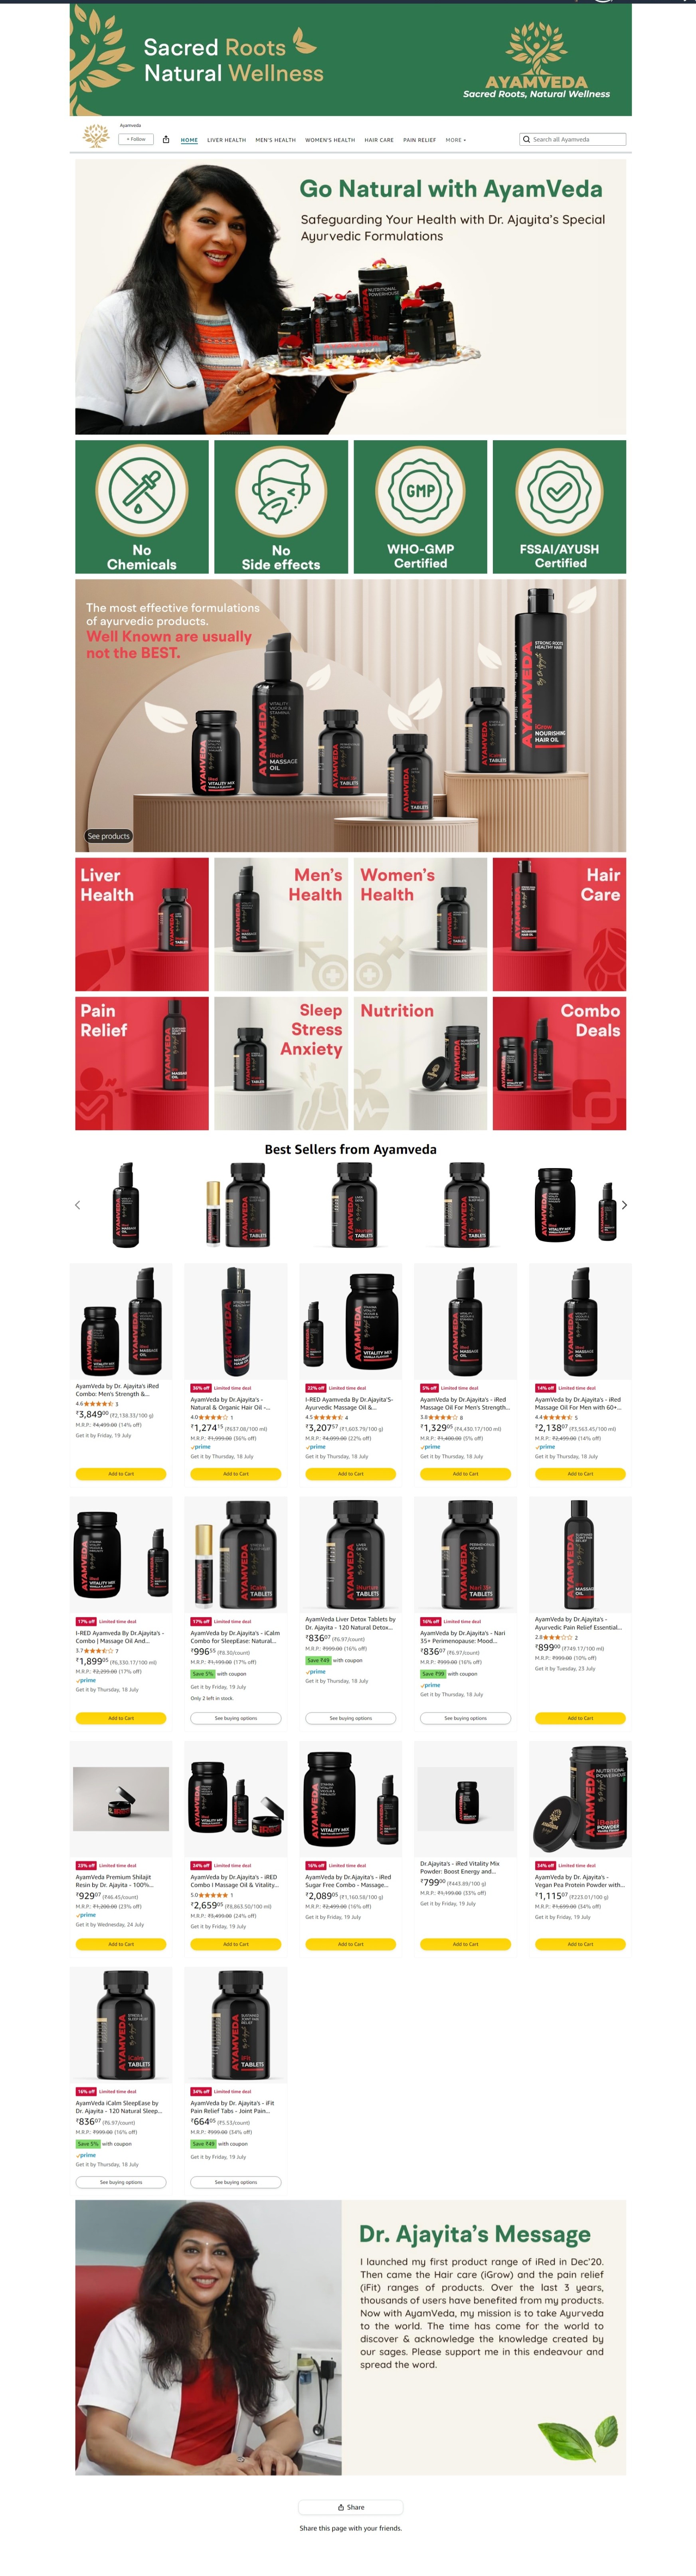 Sacred Roots
Natural Wellness
AYAMVEDA
Sacred Roots, Natural Wellness
Ayamveda
+ Follow
HOME LIVER HEALTH MEN'S HEALTH WOMEN'S HEALTH HAIR CARE PAIN RELIEF MORE
Search all Ayamveda
Go Natural with AyamVeda
Safeguarding Your Health with Dr. Ajayita's Special
Ayurvedic Formulations
NUTRITIONAL
POWERHOUSE
No
Chemicals
No
Side effects
GMP
WHO-GMP
Certified
FSSAI/AYUSH
Certified
The most effective formulations
of ayurvedic products.
Well Known are usually
not the BEST.
AYAMVEDA
iRed
VITALITY MIX
AYAMVEDA
iRed
MASSAGE
OIL
AYAMVEDA
TABLETS
AYAMVEDA
TABLETS
AYAMVEDA
TABLETS
STRONG ROOTS
HEALTHY HAIR
AYAMVEDA
iGrow
NOURISHING
HAIR OIL
See products
Liver
Health
Men's
Health
Women's
Health
Hair
Care
Pain
Relief
Sleep
Stress
Anxiety
Nutrition
Combo
Deals
Best Sellers from Ayamveda
AyamVeda by Dr. Ajayita's iRed
Combo: Men's Strength &...
4.6 3
₹3,849.00 (₹2,138.33/100 g)
M.R.P.: ₹4,499.00 (14% off)
Get it by Friday, 19 July
Add to Cart
36% off Limited time deal
AyamVeda by Dr.Ajayita's -
Natural & Organic Hair Oil -...
4.0 1
₹1,274.15 (₹637.08/100 ml)
M.R.P.: ₹1,999.00 (36% off)
prime
Get it by Thursday, 18 July
Add to Cart
22% off Limited time deal
I-RED Ayamveda By Dr.Ajayita'S-
Ayurvedic Massage Oil &...
4.5 4
₹3,207.57 (₹1,603.79/100 g)
M.R.P.: ₹4,099.00 (22% off)
prime
Get it by Thursday, 18 July
Add to Cart
5% off Limited time deal
AyamVeda by Dr.Ajayita's - iRed
Massage Oil For Men's Strength...
3.8 8
₹1,329.05 (₹4,430.17/100 ml)
M.R.P.: ₹1,400.00 (5% off)
prime
Get it by Thursday, 18 July
Add to Cart
14% off Limited time deal
AyamVeda by Dr.Ajayita's - iRed
Massage Oil For Men with 60+...
4.4 5
₹2,138.07 (₹3,563.45/100 ml)
M.R.P.: ₹2,499.00 (14% off)
prime
Get it by Thursday, 18 July
Add to Cart
17% off Limited time deal
I-RED Ayamveda By Dr.Ajayita's -
Combo | Massage Oil And...
3.7 7
₹1,899.05 (₹6,330.17/100 ml)
M.R.P.: ₹2,299.00 (17% off)
prime
Get it by Thursday, 18 July
Add to Cart
17% off Limited time deal
AyamVeda by Dr.Ajayita's - iCalm
Combo for SleepEase: Natural...
₹996.55 (₹8.30/count)
M.R.P.: ₹1,199.00 (17% off)
Save 5% with coupon
Get it by Friday, 19 July
Only 2 left in stock.
See buying options
AyamVeda Liver Detox Tablets by
Dr. Ajayita - 120 Natural Detox...
₹836.07 (₹6.97/count)
M.R.P.: ₹999.00 (16% off)
Save ₹49 with coupon
prime
Get it by Thursday, 18 July
See buying options
16% off Limited time deal
AyamVeda by Dr.Ajayita's - Nari
35+ Perimenopause: Mood...
₹836.07 (₹6.97/count)
M.R.P.: ₹999.00 (16% off)
Save ₹99 with coupon
prime
Get it by Thursday, 18 July
See buying options
AyamVeda by Dr.Ajayita's -
Ayurvedic Pain Relief Essential...
2.8 2
₹899.00 (₹749.17/100 ml)
M.R.P.: ₹999.00 (10% off)
Get it by Tuesday, 23 July
Add to Cart
23% off Limited time deal
AyamVeda Premium Shilajit
Resin by Dr. Ajayita - 100%...
₹929.07 (₹46.45/count)
M.R.P.: ₹1,200.00 (23% off)
prime
Get it by Wednesday, 24 July
Add to Cart
24% off Limited time deal
AyamVeda by Dr.Ajayita's - iRED
Combo I Massage Oil & Vitality...
5.0 1
₹2,659.05 (₹8,863.50/100 ml)
M.R.P.: ₹3,499.00 (24% off)
Get it by Friday, 19 July
Add to Cart
16% off Limited time deal
AyamVeda by Dr.Ajayita's - iRed
Sugar Free Combo - Massage...
₹2,089.05 (₹1,160.58/100 g)
M.R.P.: ₹2,499.00 (16% off)
Get it by Friday, 19 July
Add to Cart
Dr.Ajayita's - iRed Vitality Mix
Powder: Boost Energy and...
₹799.00 (₹443.89/100 g)
M.R.P.: ₹1,199.00 (33% off)
Get it by Friday, 19 July
Add to Cart
34% off Limited time deal
AyamVeda by Dr. Ajayita's -
Vegan Pea Protein Powder with...
₹1,115.07 (₹223.01/100 g)
M.R.P.: ₹1,699.00 (34% off)
Get it by Friday, 19 July
Add to Cart
16% off Limited time deal
AyamVeda iCalm SleepEase by
Dr. Ajayita - 120 Natural Sleep...
₹836.07 (₹6.97/count)
M.R.P.: ₹999.00 (16% off)
Save 5% with coupon
prime
Get it by Thursday, 18 July
See buying options
34% off Limited time deal
AyamVeda by Dr. Ajayita's - iFit
Pain Relief Tabs - Joint Pain...
₹664.05 (₹5.53/count)
M.R.P.: ₹999.00 (34% off)
Save ₹49 with coupon
Get it by Friday, 19 July
See buying options
Dr. Ajayita's Message
I launched my first product range of iRed in Dec'20.
Then came the Hair care (iGrow) and the pain relief
(iFit) ranges of products. Over the last 3 years,
thousands of users have benefited from my products.
Now with AyamVeda, my mission is to take Ayurveda
to the world. The time has come for the world to
discover & acknowledge the knowledge created by
our sages. Please support me in this endeavour and
spread the word.
Share
Share this page with your friends.